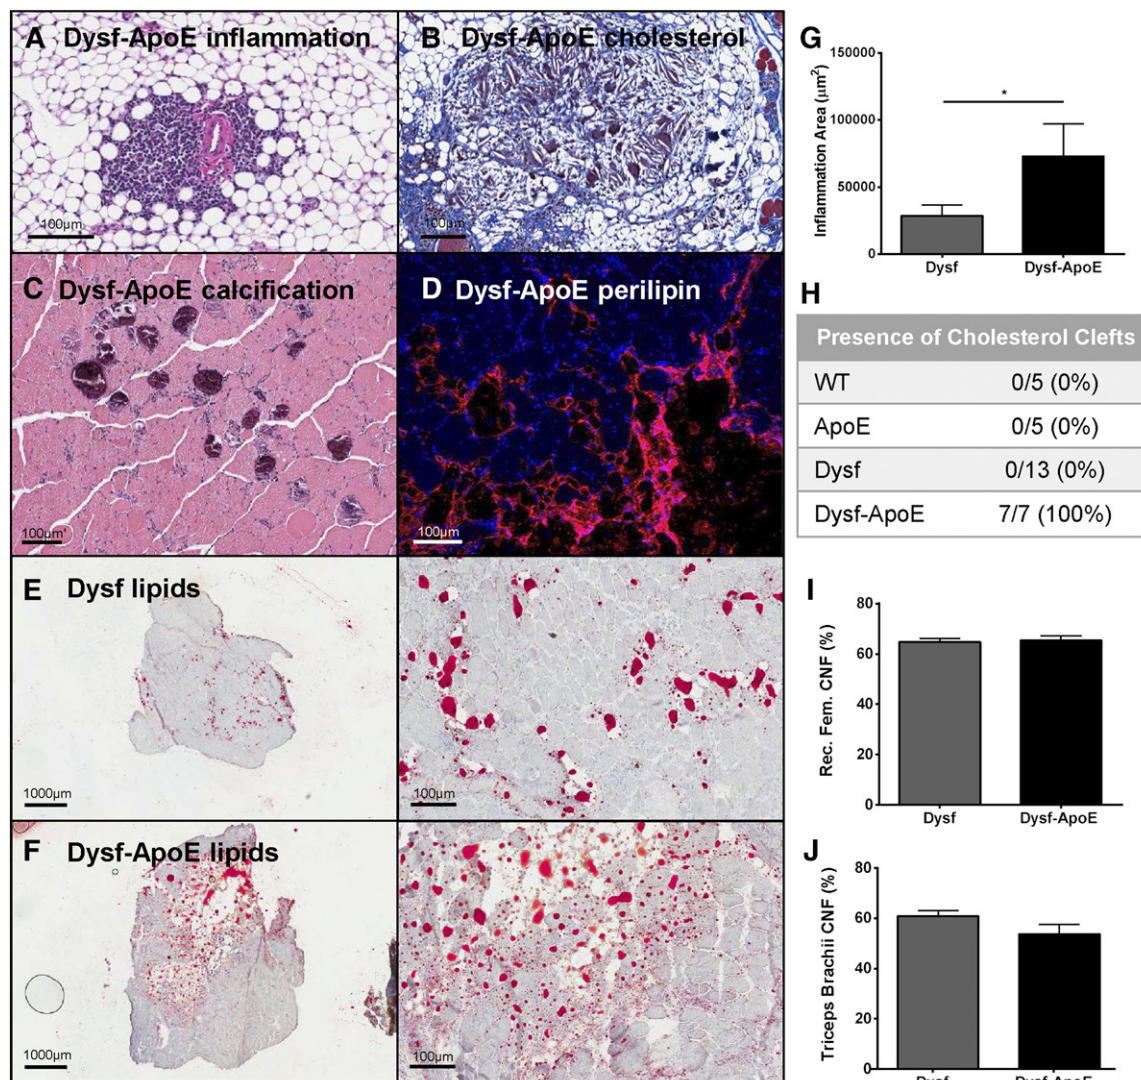 A Dysf-ApoE inflammation
100µm
B Dysf-ApoE cholesterol
100µm
C Dysf-ApoE calcification
100µm
D Dysf-ApoE perilipin
100µm
E Dysf lipids
1000µm
100µm
F Dysf-ApoE lipids
1000µm
100µm
G
Inflammation Area (µm²)
150000
100000
50000
0
*
Dysf Dysf-ApoE
H
Presence of Cholesterol Clefts
WT 0/5 (0%)
ApoE 0/5 (0%)
Dysf 0/13 (0%)
Dysf-ApoE 7/7 (100%)
I
Rec. Fem. CNF (%)
80
60
40
20
0
Dysf Dysf-ApoE
J
Triceps Brachii CNF (%)
80
60
40
20
0
Dysf Dysf-ApoE